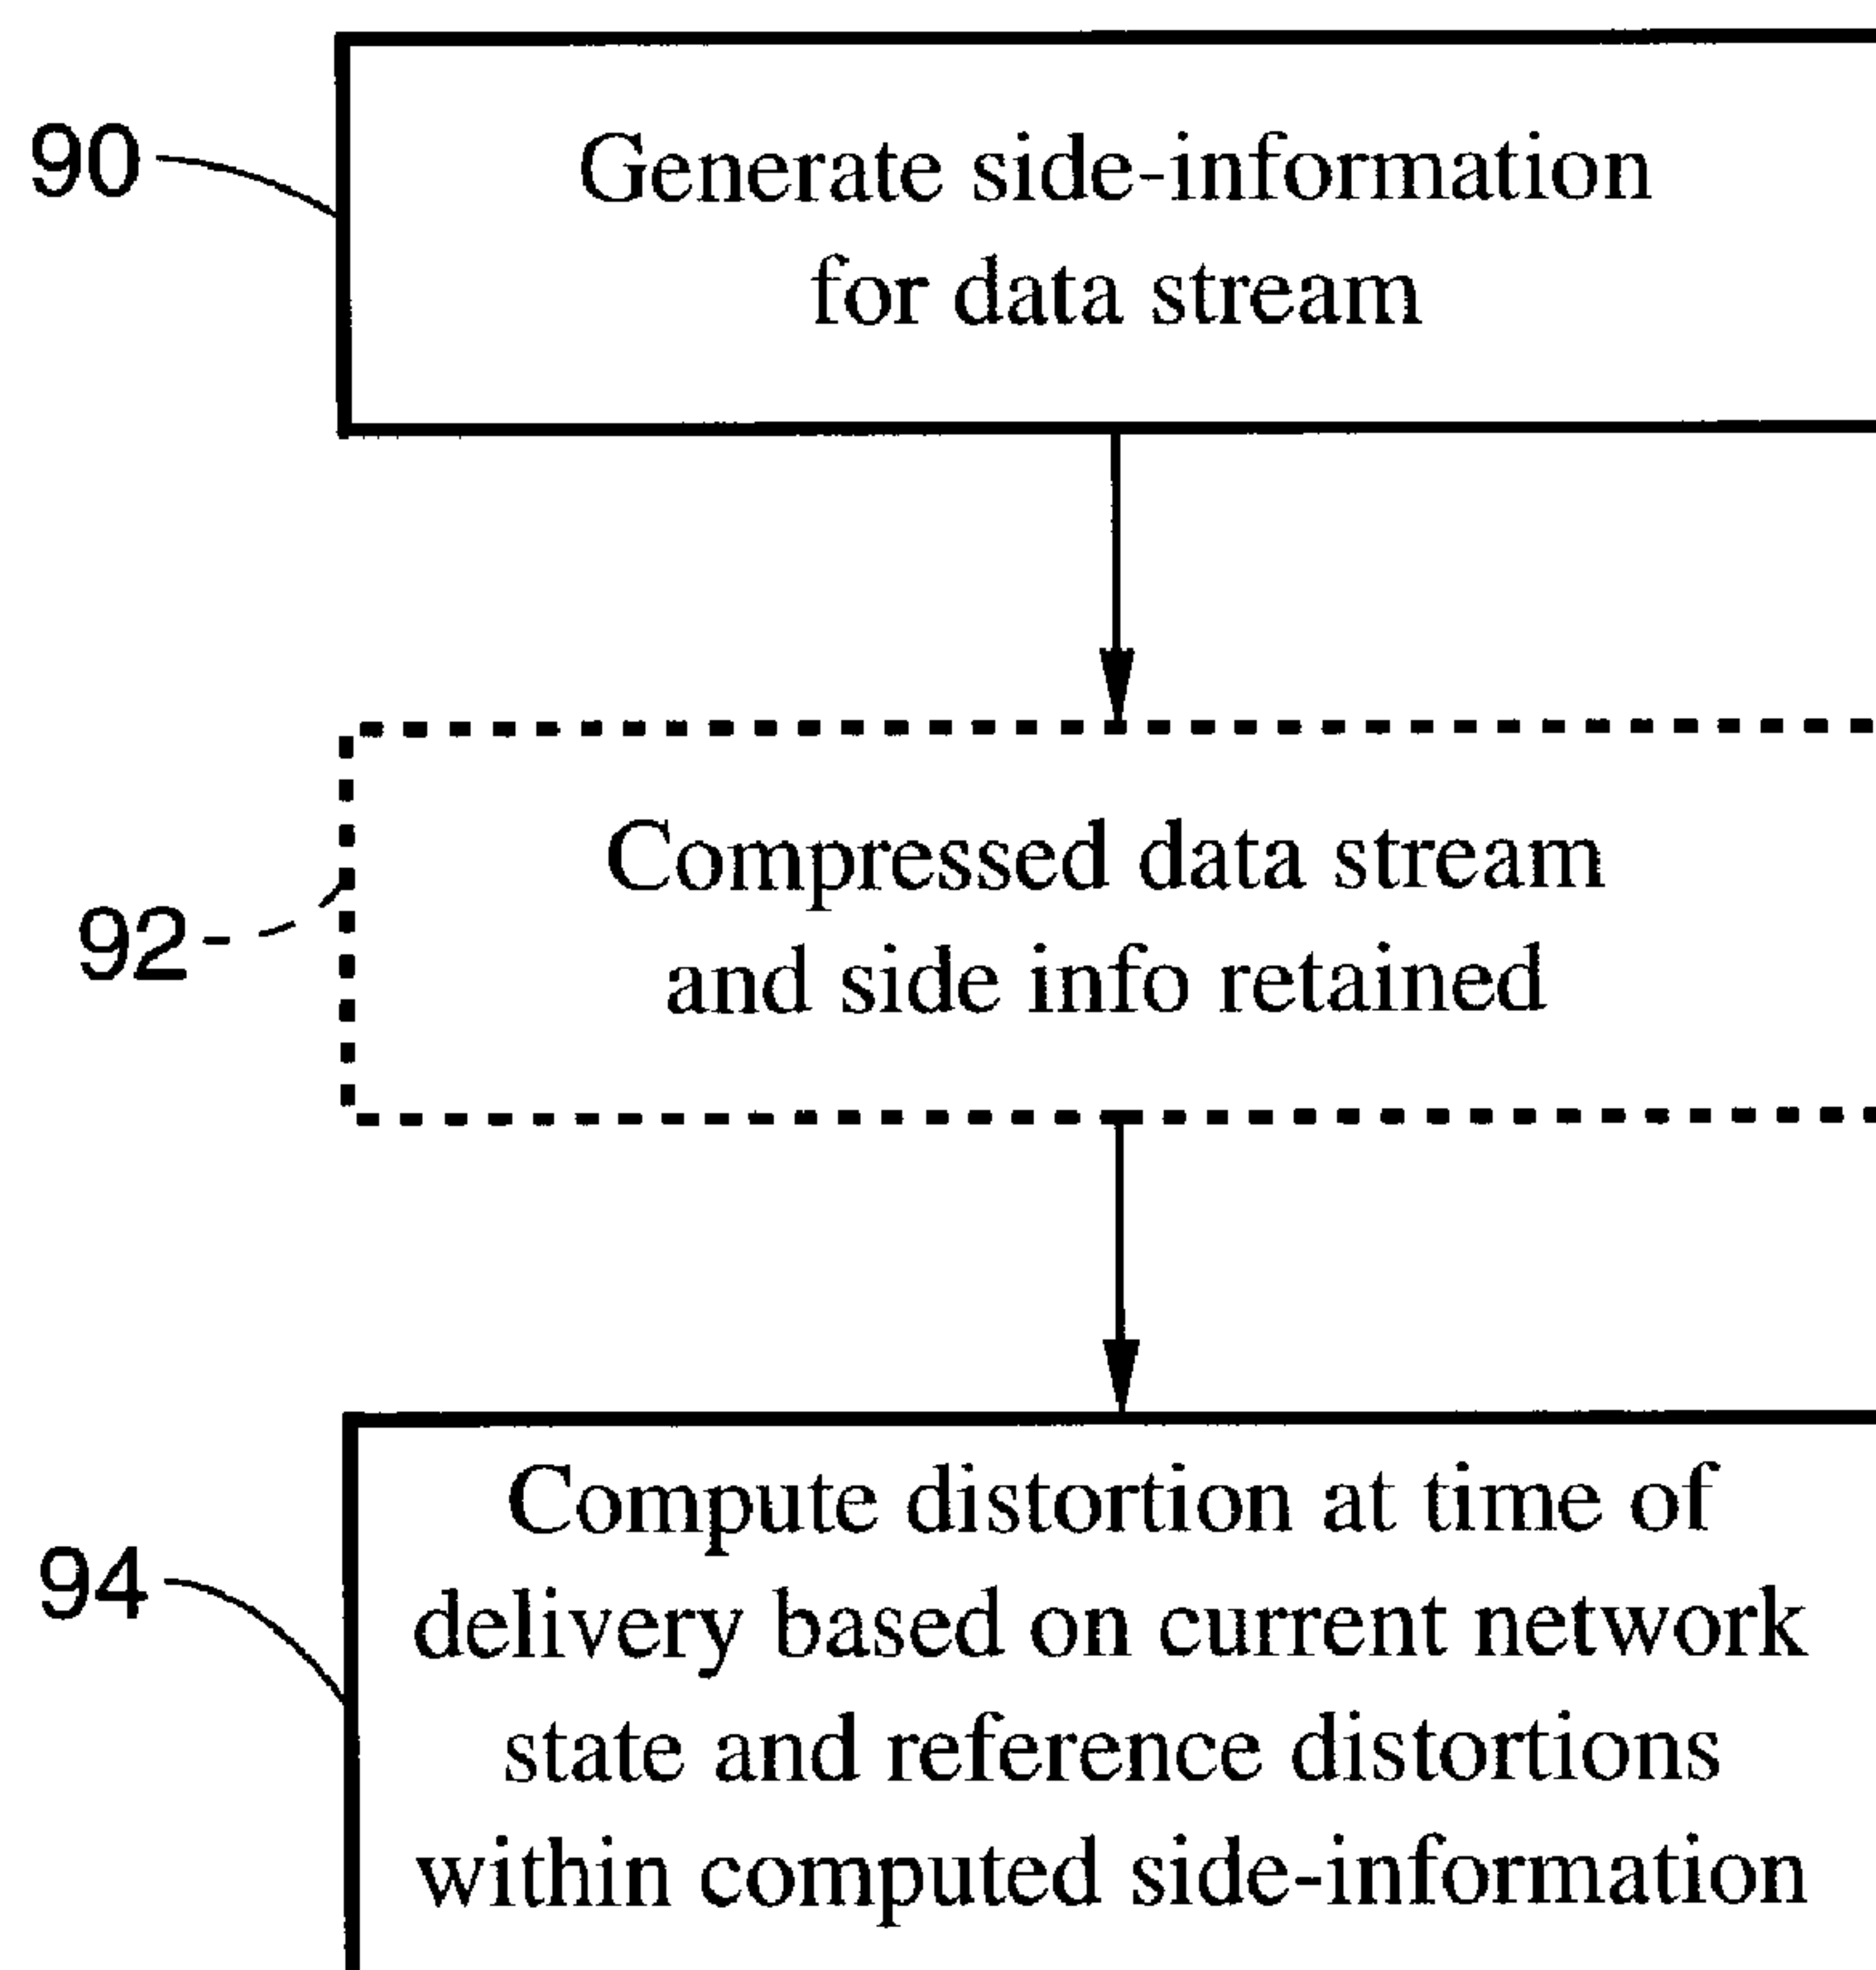 90
Generate side-information
for data stream
92
Compressed data stream
and side info retained
94
Compute distortion at time of
delivery based on current network
state and reference distortions
within computed side-information